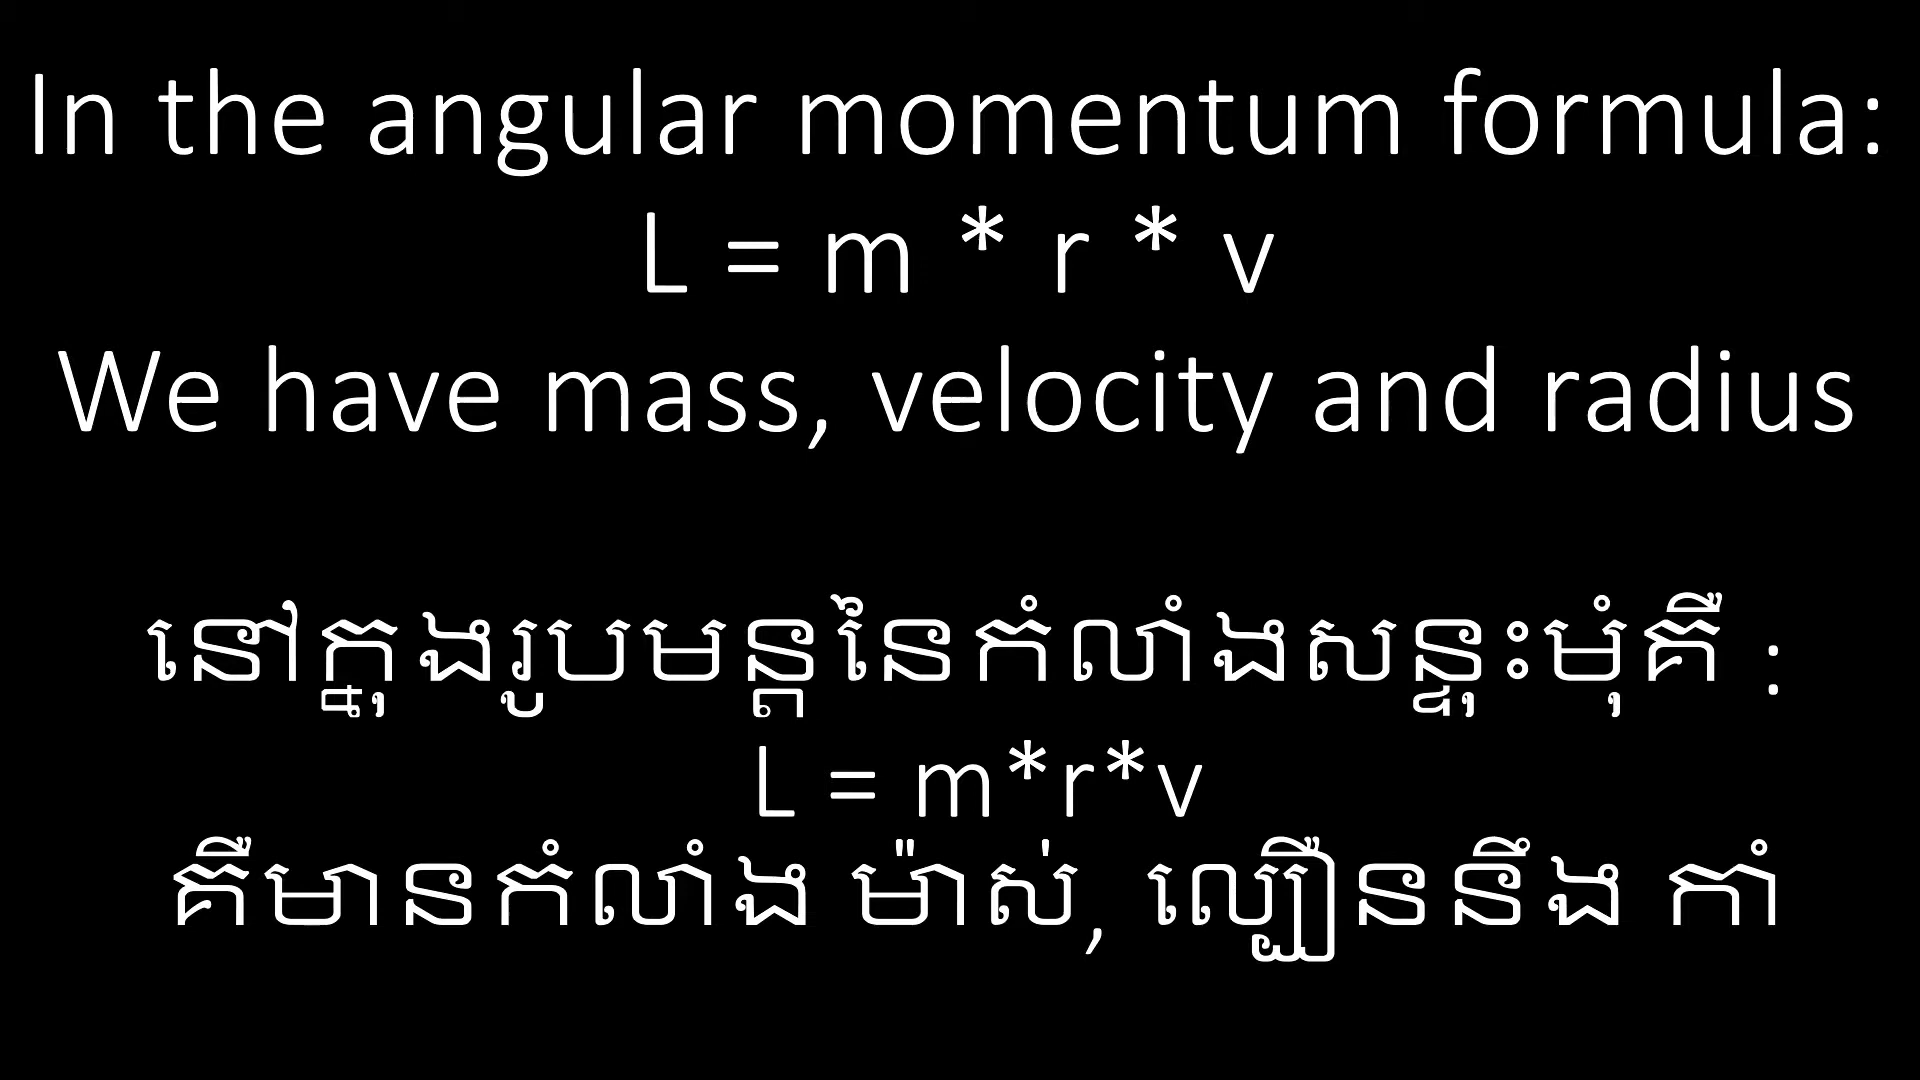 In the angular momentum formula:
L = m * r * v
We have mass, velocity and radius
នៅក្នុងរូបមន្តនៃកំលាំងសន្ទុះមុំគឺ :
L = m*r*v
គឺមានកំលាំង ម៉ាស់, ល្បឿននឹង កាំ